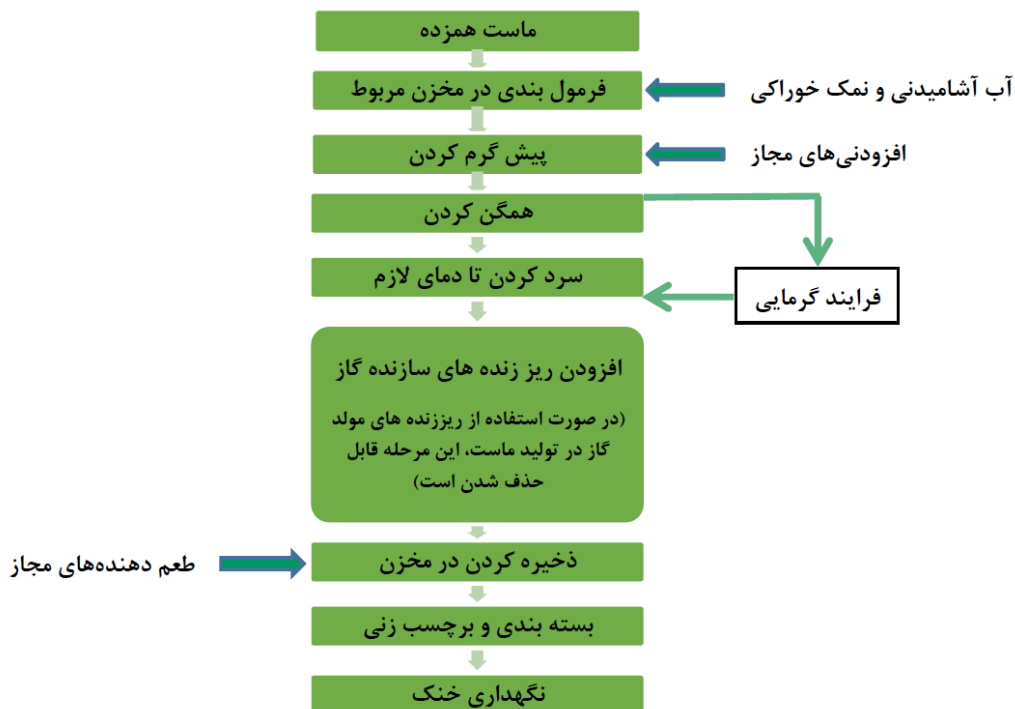 ماست همزده
فرمول بندی در مخزن مربوط
آب آشامیدنی و نمک خوراکی
پیش گرم کردن
افزودنی‌های مجاز
همگن کردن
فرایند گرمایی
سرد کردن تا دمای لازم
افزودن ریز زنده های سازنده گاز
(در صورت استفاده از ریززنده های مولد
گاز در تولید ماست، این مرحله قابل
حذف شدن است)
ذخیره کردن در مخزن
طعم دهنده‌های مجاز
بسته بندی و برچسب زنی
نگهداری خنک